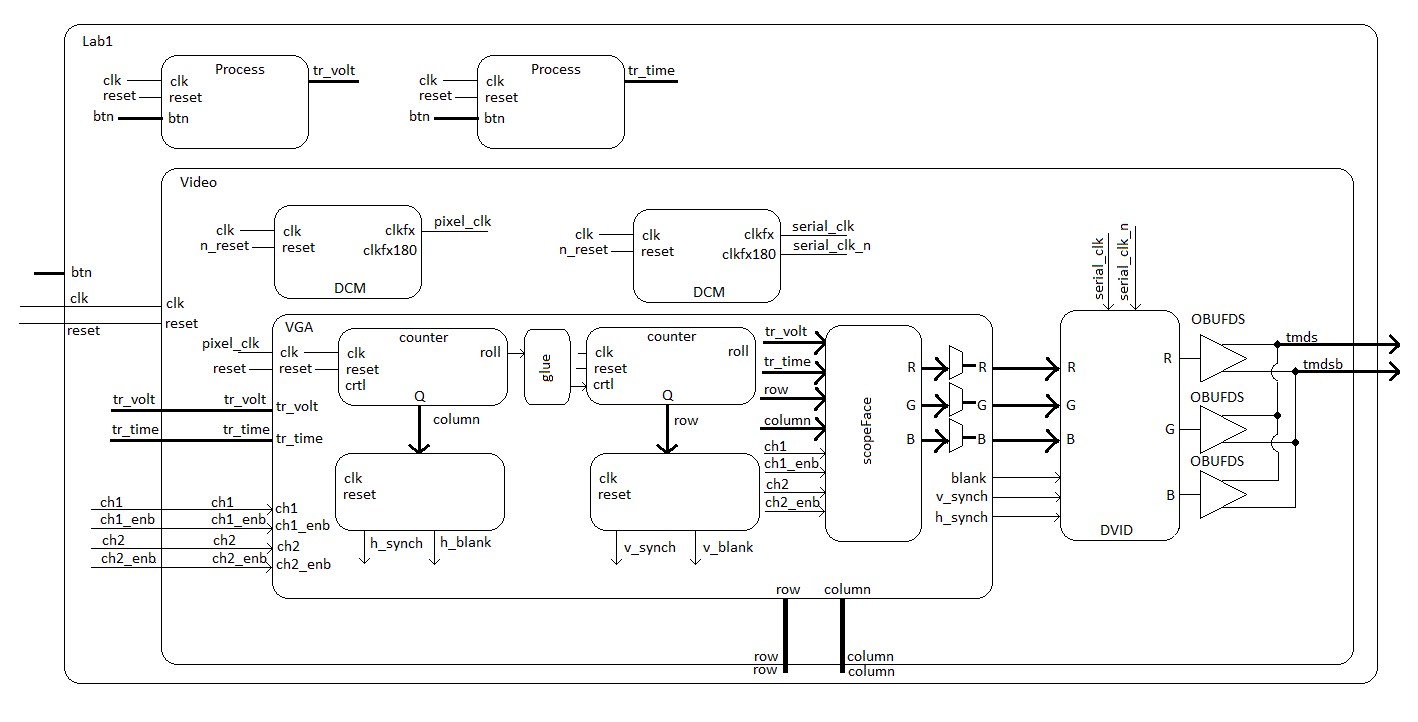 Lab1
Process
tr_volt
clk
clk
reset
reset
btn
btn
Process
tr_time
clk
clk
reset
reset
btn
btn
Video
clk
clk
n_reset
reset
clkfx
clkfx180
pixel_clk
DCM
clk
clk
n_reset
reset
clkfx
clkfx180
serial_clk
serial_clk_n
DCM
serial_clk
serial_clk_n
btn
clk
clk
reset
reset
VGA
pixel_clk
clk
clk
reset
reset
reset
crtl
counter
roll
Q
column
glue
counter
clk
reset
crtl
roll
Q
row
tr_volt
tr_volt
tr_volt
tr_time
tr_time
tr_time
clk
reset
h_synch
h_blank
clk
reset
v_synch
v_blank
ch1
ch1
ch1
ch1_enb
ch1_enb
ch1_enb
ch2
ch2
ch2
ch2_enb
ch2_enb
ch2_enb
tr_volt
tr_time
row
column
ch1
ch1_enb
ch2
ch2_enb
scopeFace
R
R
R
G
G
G
B
B
B
blank
v_synch
h_synch
DVID
R
G
B
OBUFDS
OBUFDS
OBUFDS
tmds
tmdsb
row
column
row
column
row
column